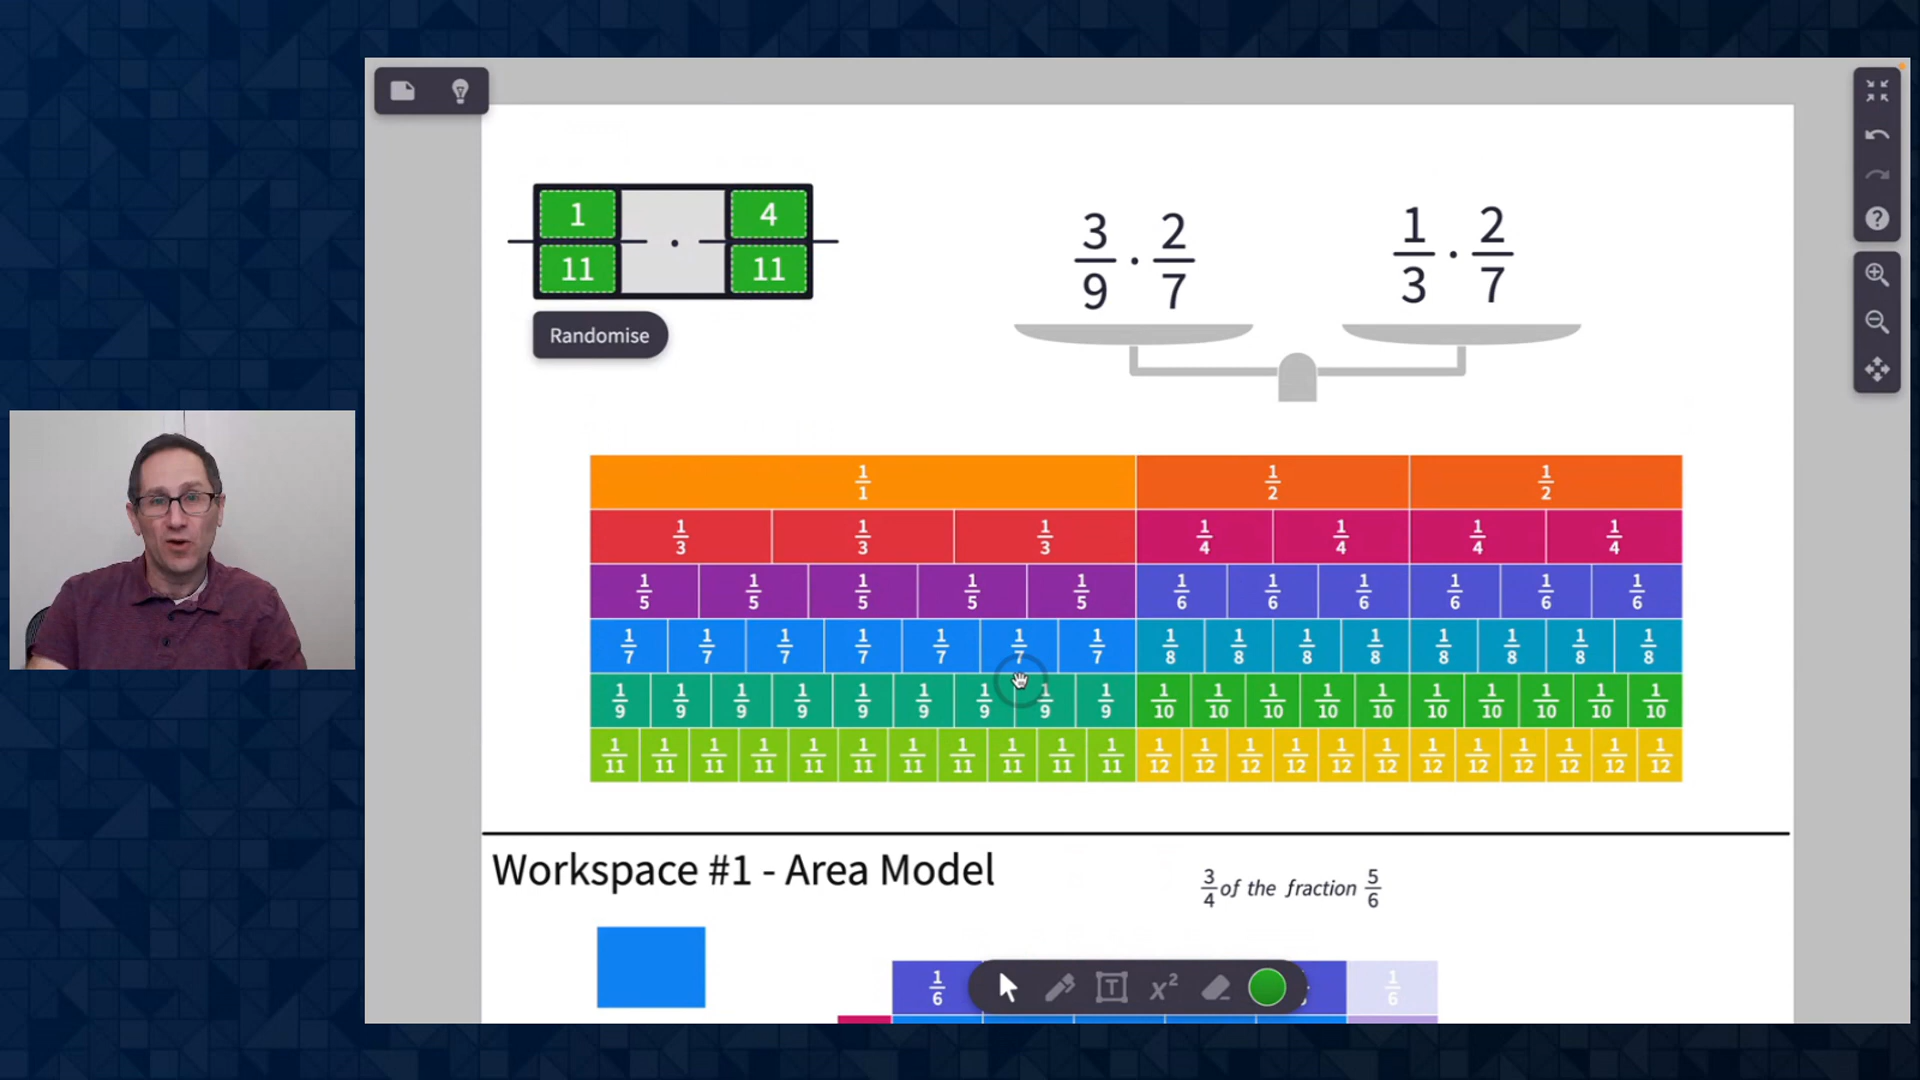 1 · 4
11 11
Randomise
3/9 · 2/7
1/3 · 2/7
1/1 1/2 1/2
1/3 1/3 1/3 1/4 1/4 1/4 1/4
1/5 1/5 1/5 1/5 1/5 1/6 1/6 1/6 1/6 1/6 1/6
1/7 1/7 1/7 1/7 1/7 1/7 1/7 1/8 1/8 1/8 1/8 1/8 1/8 1/8 1/8
1/9 1/9 1/9 1/9 1/9 1/9 1/9 1/9 1/9 1/10 1/10 1/10 1/10 1/10 1/10 1/10 1/10 1/10 1/10
1/11 1/11 1/11 1/11 1/11 1/11 1/11 1/11 1/11 1/11 1/11 1/12 1/12 1/12 1/12 1/12 1/12 1/12 1/12 1/12 1/12 1/12 1/12
Workspace #1 - Area Model
3/4 of the fraction 5/6
1/6 T x² 1/6